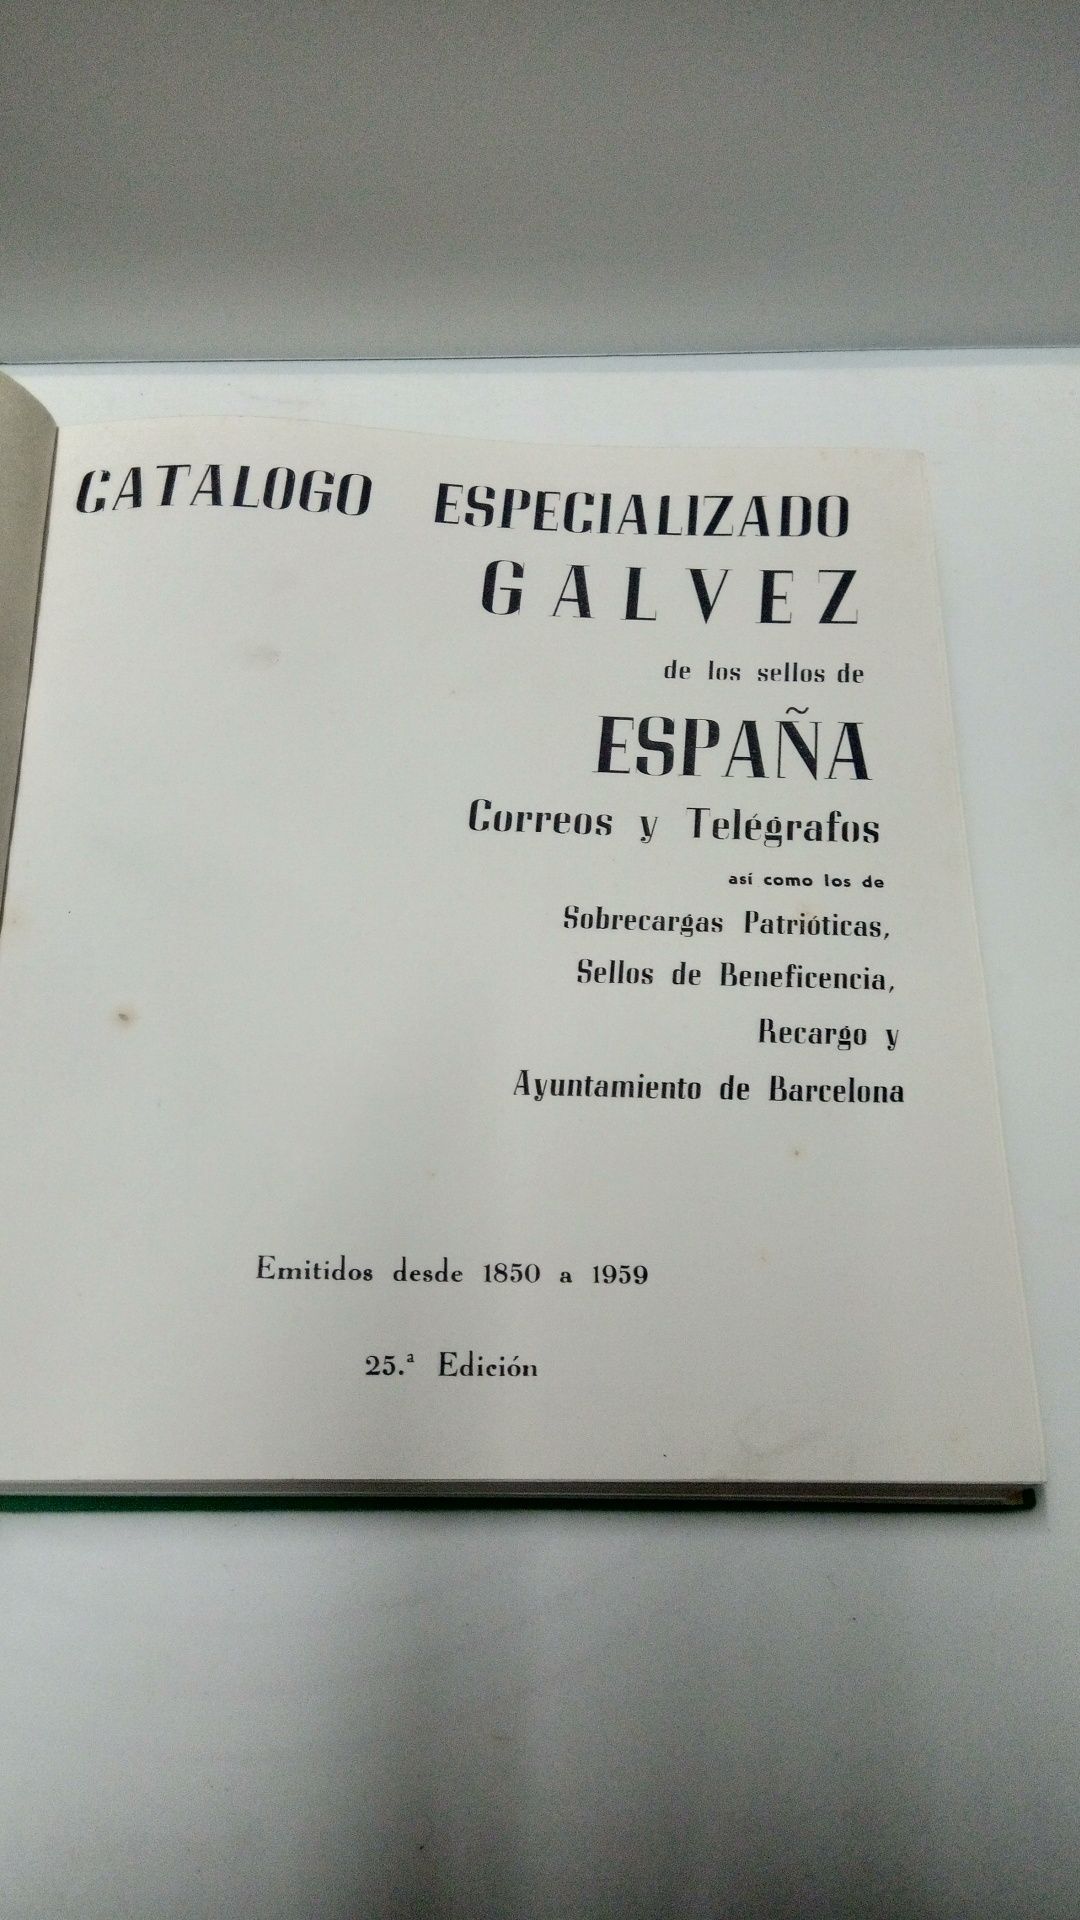 CATALOGO ESPECIALIZADO
GALVEZ
de los sellos de
ESPAÑA
Correos y Telégrafos
así como los de
Sobrecargas Patrióticas,
Sellos de Beneficencia,
Recargo y
Ayuntamiento de Barcelona
Emitidos desde 1850 a 1959
25.ª Edición